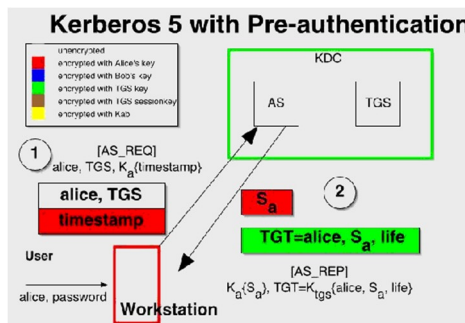 Kerberos 5 with Pre-authentication
unencrypted
encrypted with Alice's key
encrypted with Bob's key
encrypted with TGS key
encrypted with TGS sessionkey
encrypted with Kab
KDC
AS
TGS
1
[AS_REQ]
alice, TGS, Ka{timestamp}
alice, TGS
timestamp
2
Sa
TGT=alice, Sa, life
[AS_REP]
Ka{Sa}, TGT=Ktgs{alice, Sa, life}
User
alice, password
Workstation